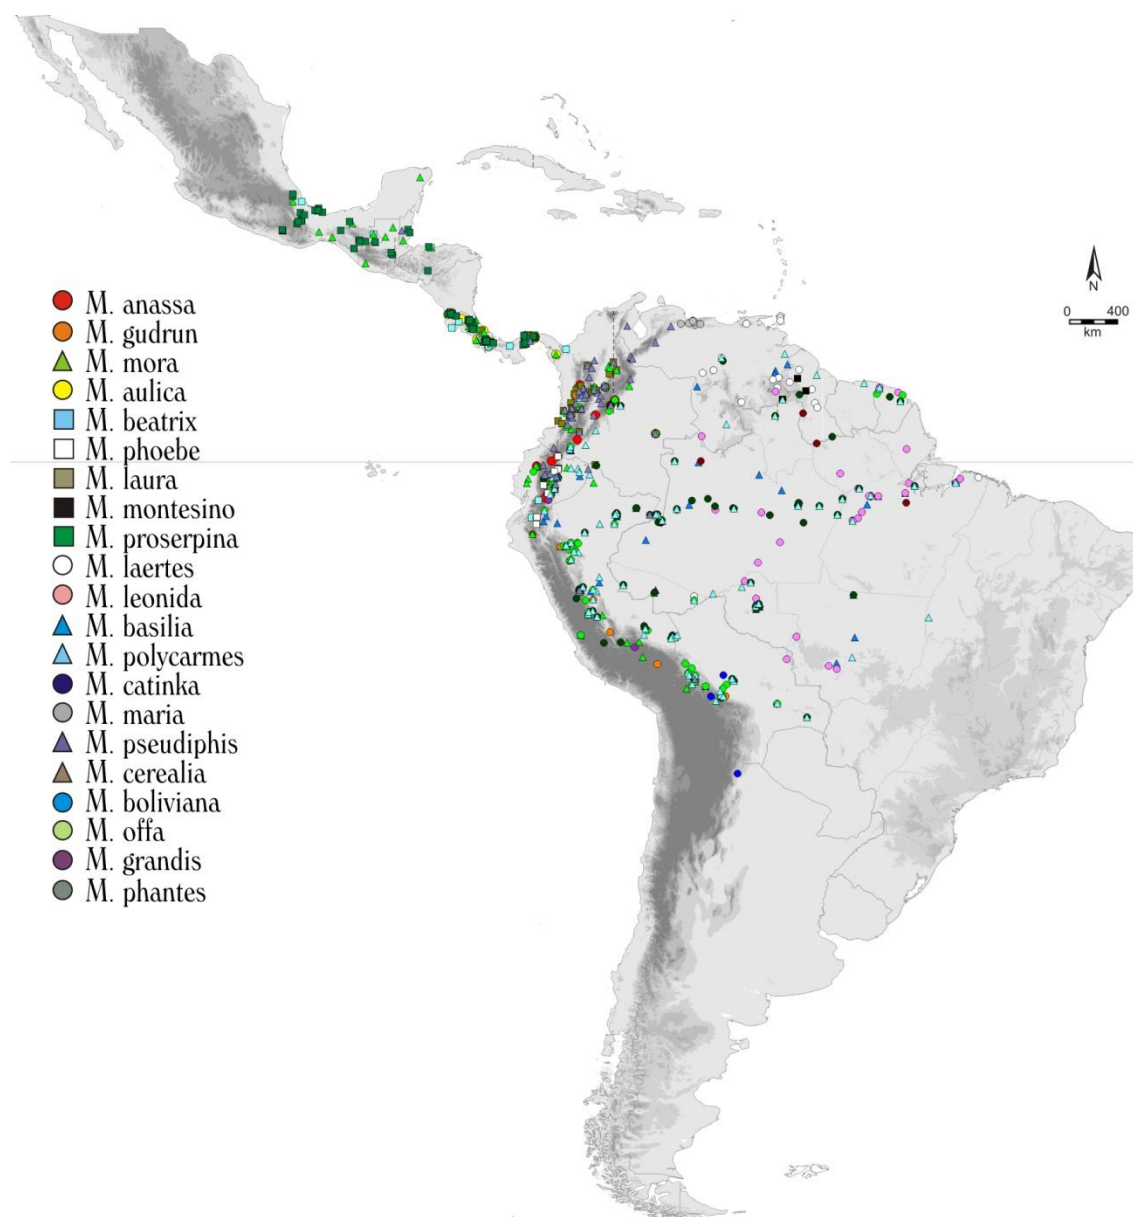 N
0 400
km
M. anassa
M. gudrun
M. mora
M. aulica
M. beatrix
M. phoebe
M. laura
M. montesino
M. proserpina
M. laertes
M. leonida
M. basilia
M. polycarmes
M. catinka
M. maria
M. pseudiphis
M. cerealia
M. boliviana
M. offa
M. grandis
M. phantes